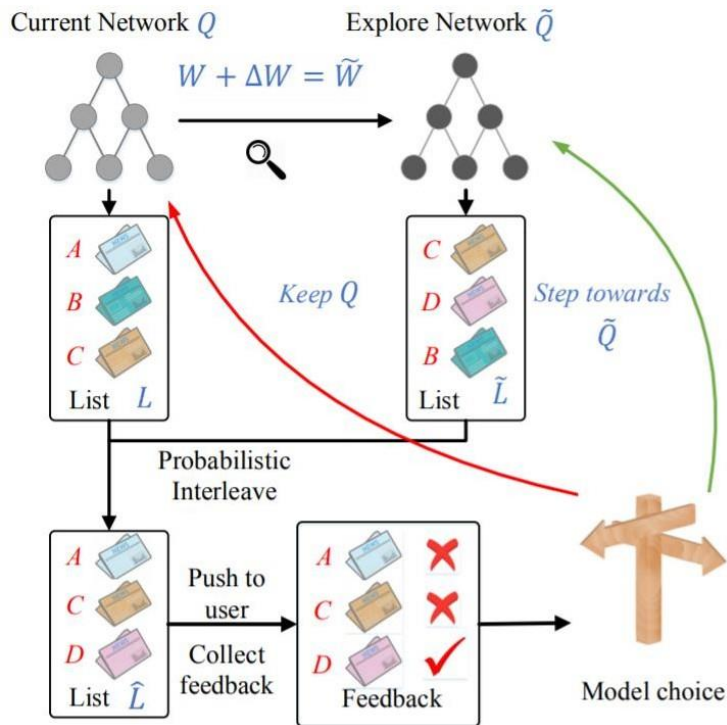 Current Network Q
Explore Network Q̃
W + ΔW = W̃
A
B
C
List L
C
D
B
List L̃
Keep Q
Step towards
Q̃
Probabilistic
Interleave
A
C
D
List L̂
Push to
user
Collect
feedback
A
C
D
Feedback
Model choice